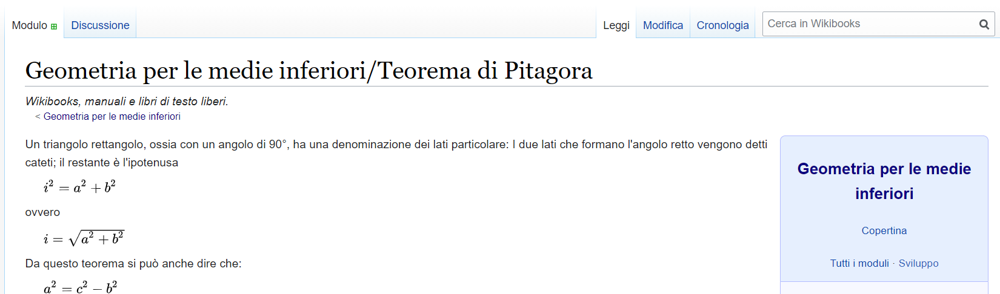 Modulo
Discussione
Leggi
Modifica
Cronologia
Cerca in Wikibooks
Geometria per le medie inferiori/Teorema di Pitagora
Wikibooks, manuali e libri di testo liberi.
< Geometria per le medie inferiori
Un triangolo rettangolo, ossia con un angolo di 90°, ha una denominazione dei lati particolare: I due lati che formano l'angolo retto vengono detti
cateti; il restante è l'ipotenusa
i² = a² + b²
ovvero
i = √(a² + b²)
Da questo teorema si può anche dire che:
a² = c² − b²
Geometria per le medie
inferiori
Copertina
Tutti i moduli · Sviluppo